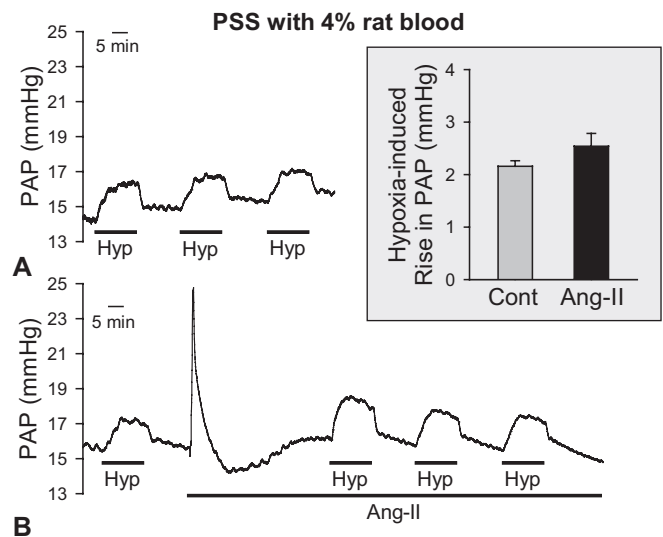 PSS with 4% rat blood
25
5 min
23
21
19
17
15
13
PAP (mmHg)
Hyp
Hyp
Hyp
A
4
3
2
1
0
Hypoxia-induced
Rise in PAP (mmHg)
Cont
Ang-II
25
5 min
23
21
19
17
15
13
PAP (mmHg)
Hyp
Hyp
Hyp
Hyp
Ang-II
B